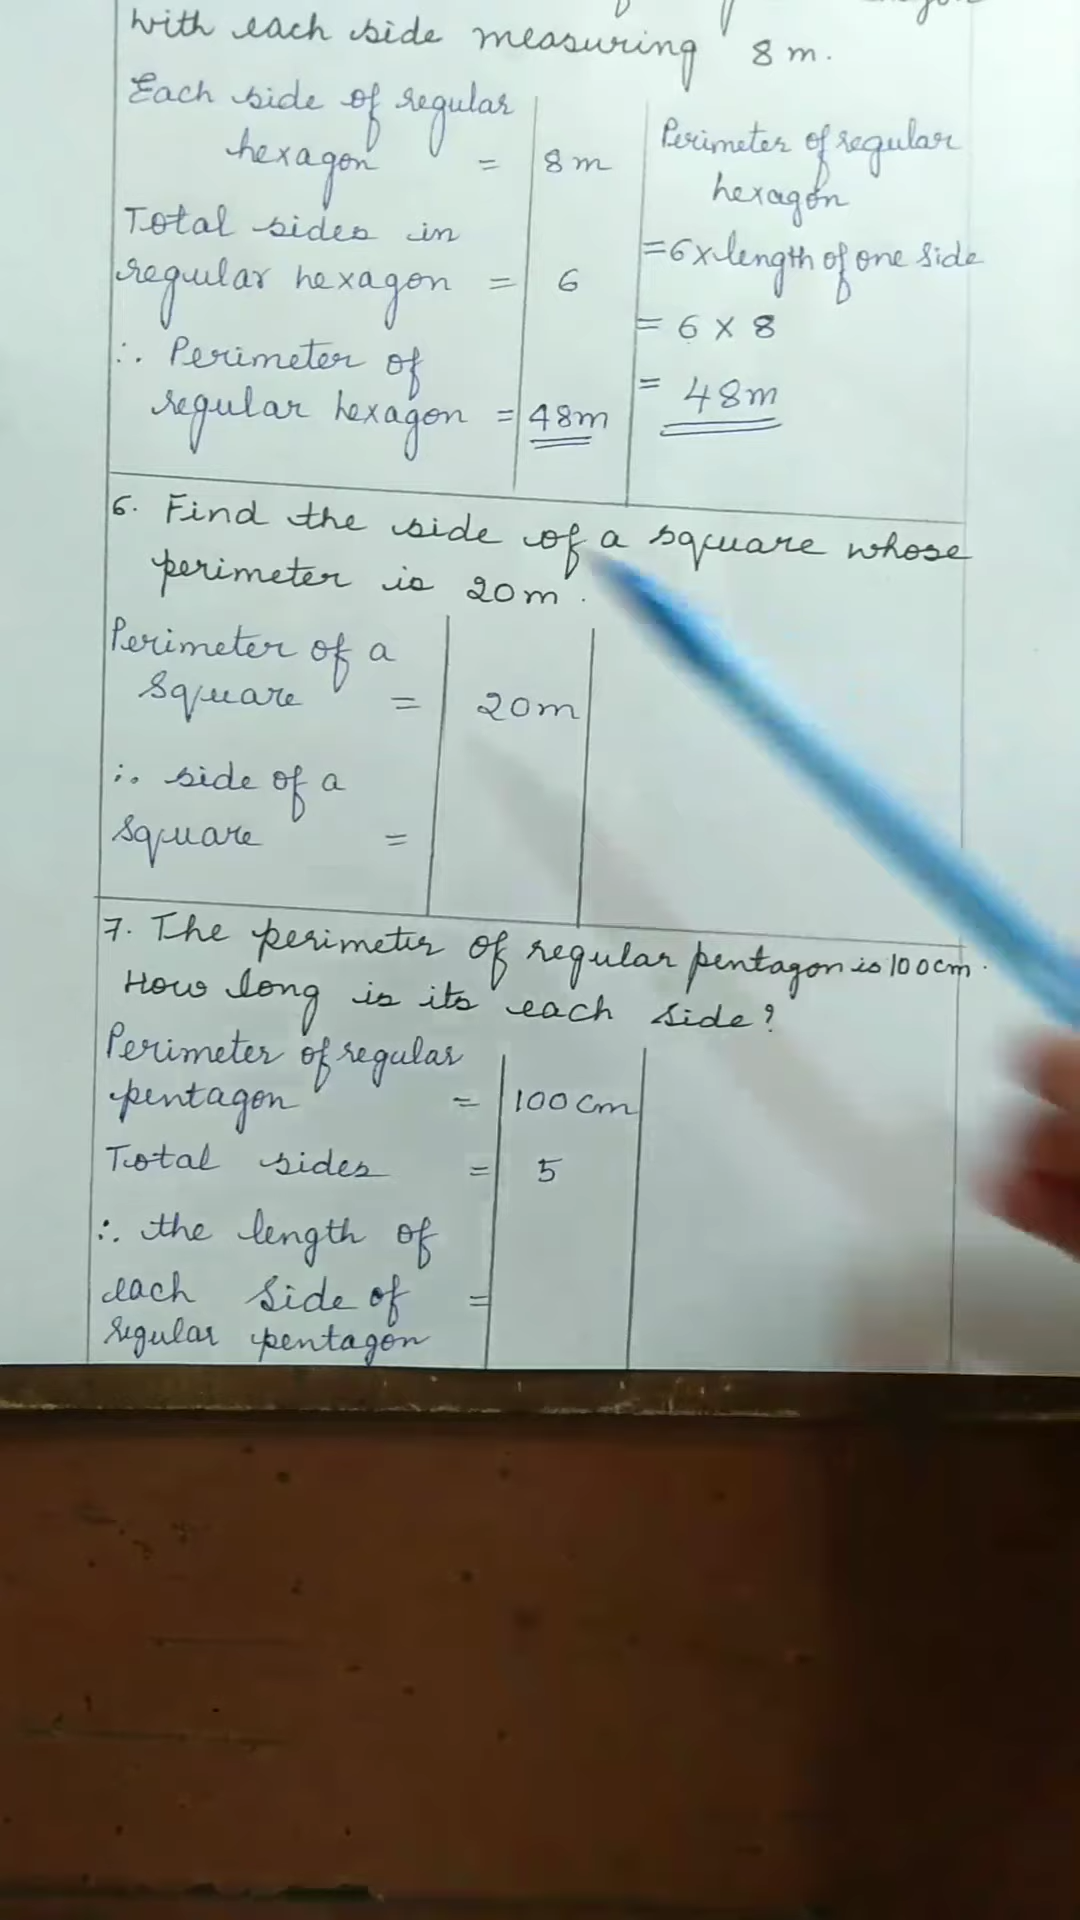 with each side measuring 8 m.
Each side of regular
hexagon = 8 m
Total sides in
regular hexagon = 6
∴ Perimeter of
regular hexagon = 48m
Perimeter of regular
hexagon
= 6 × length of one side
= 6 × 8
= 48m
6. Find the side of a square whose
perimeter is 20m.
Perimeter of a
square = 20m
∴ side of a
square =
7. The perimeter of regular pentagon is 100cm.
How long is its each side?
Perimeter of regular
pentagon = 100 cm
Total sides = 5
∴ the length of
each side of =
regular pentagon